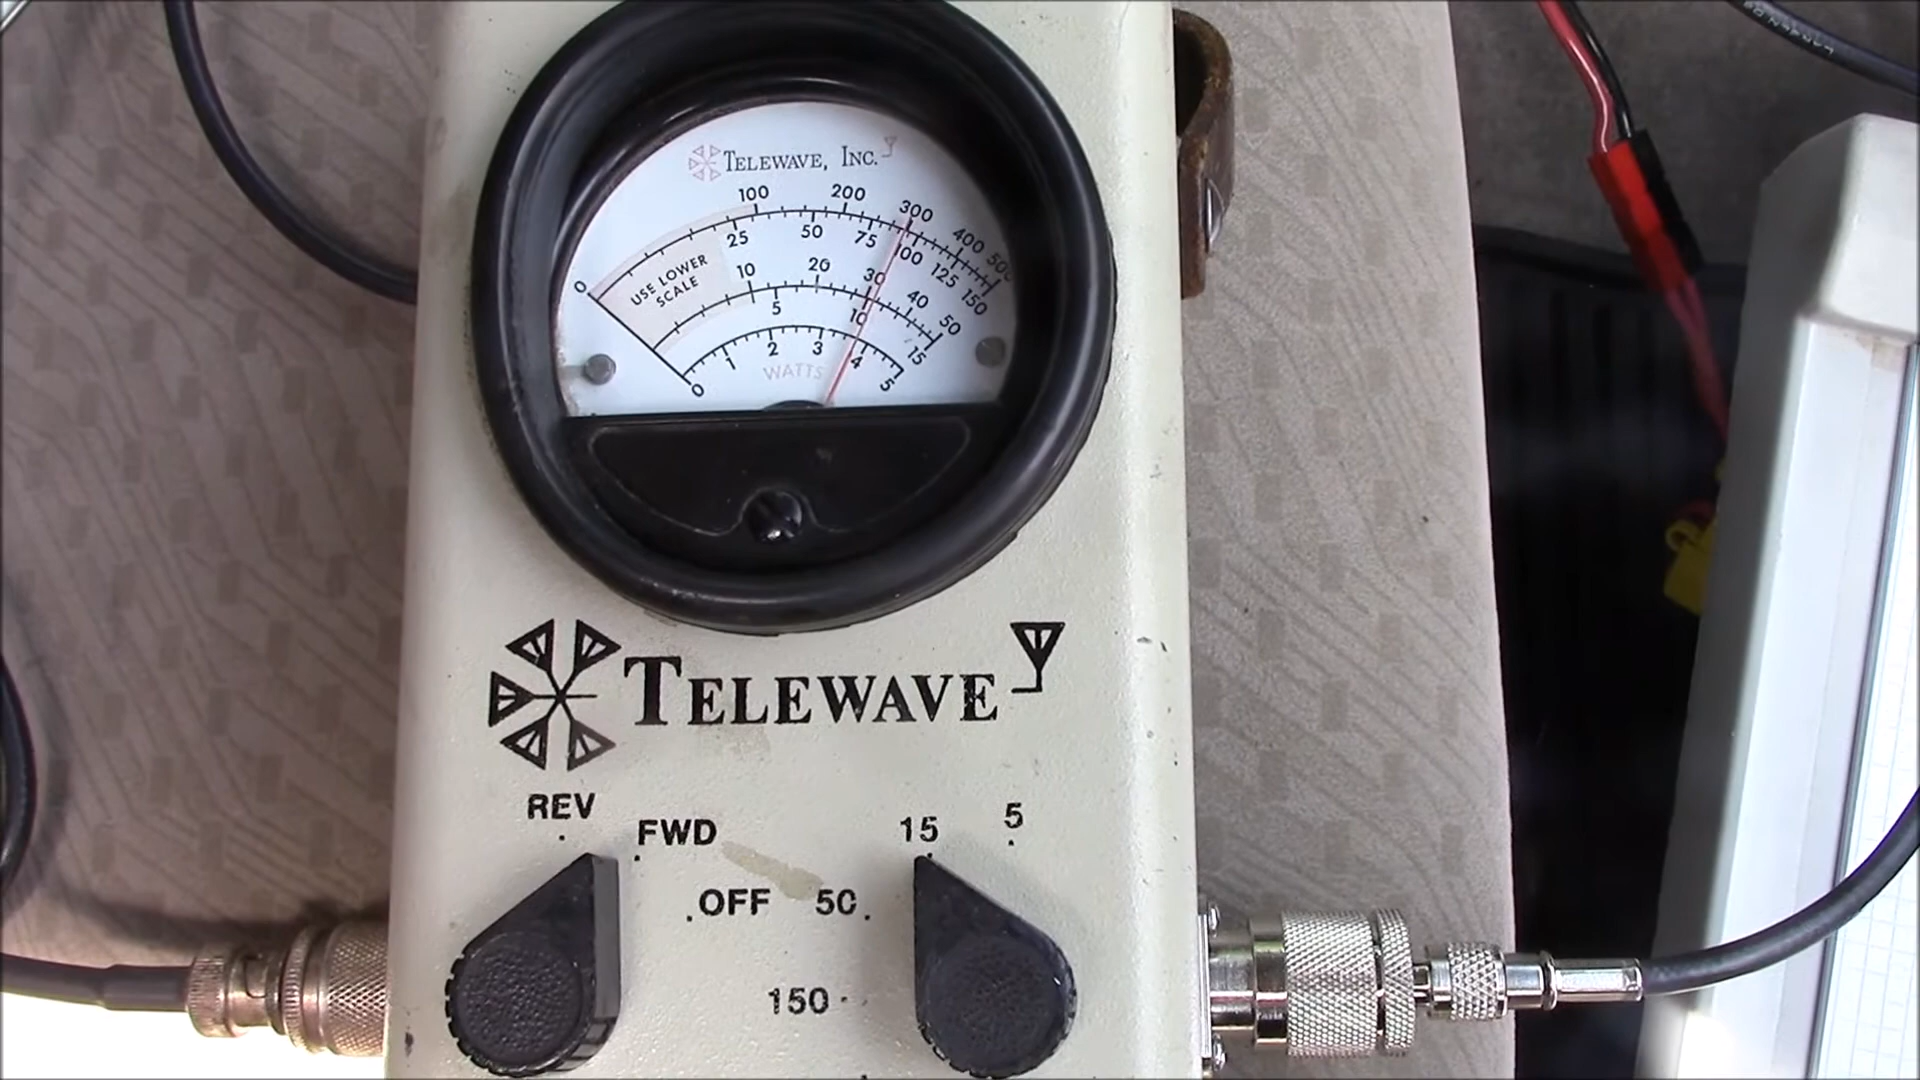 TELEWAVE, INC.
100 200 300 400 500
0 25 50 75 100 125 150
USE LOWER
SCALE
10 20 30 40 50
5 10 15
0 1 2 3 4 5
WATTS
TELEWAVE
REV
FWD
15 5
OFF 50
150